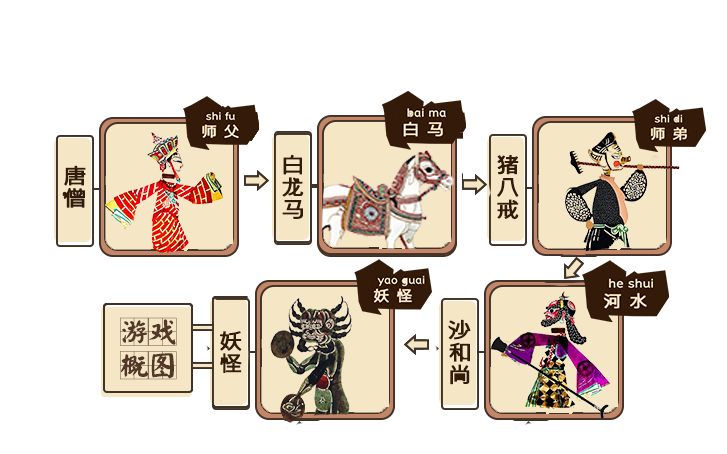 唐僧
shi fu
师父
白龙马
bai ma
白马
猪八戒
shi di
师弟
沙和尚
he shui
河水
妖怪
yao guai
妖怪
游戏
概图